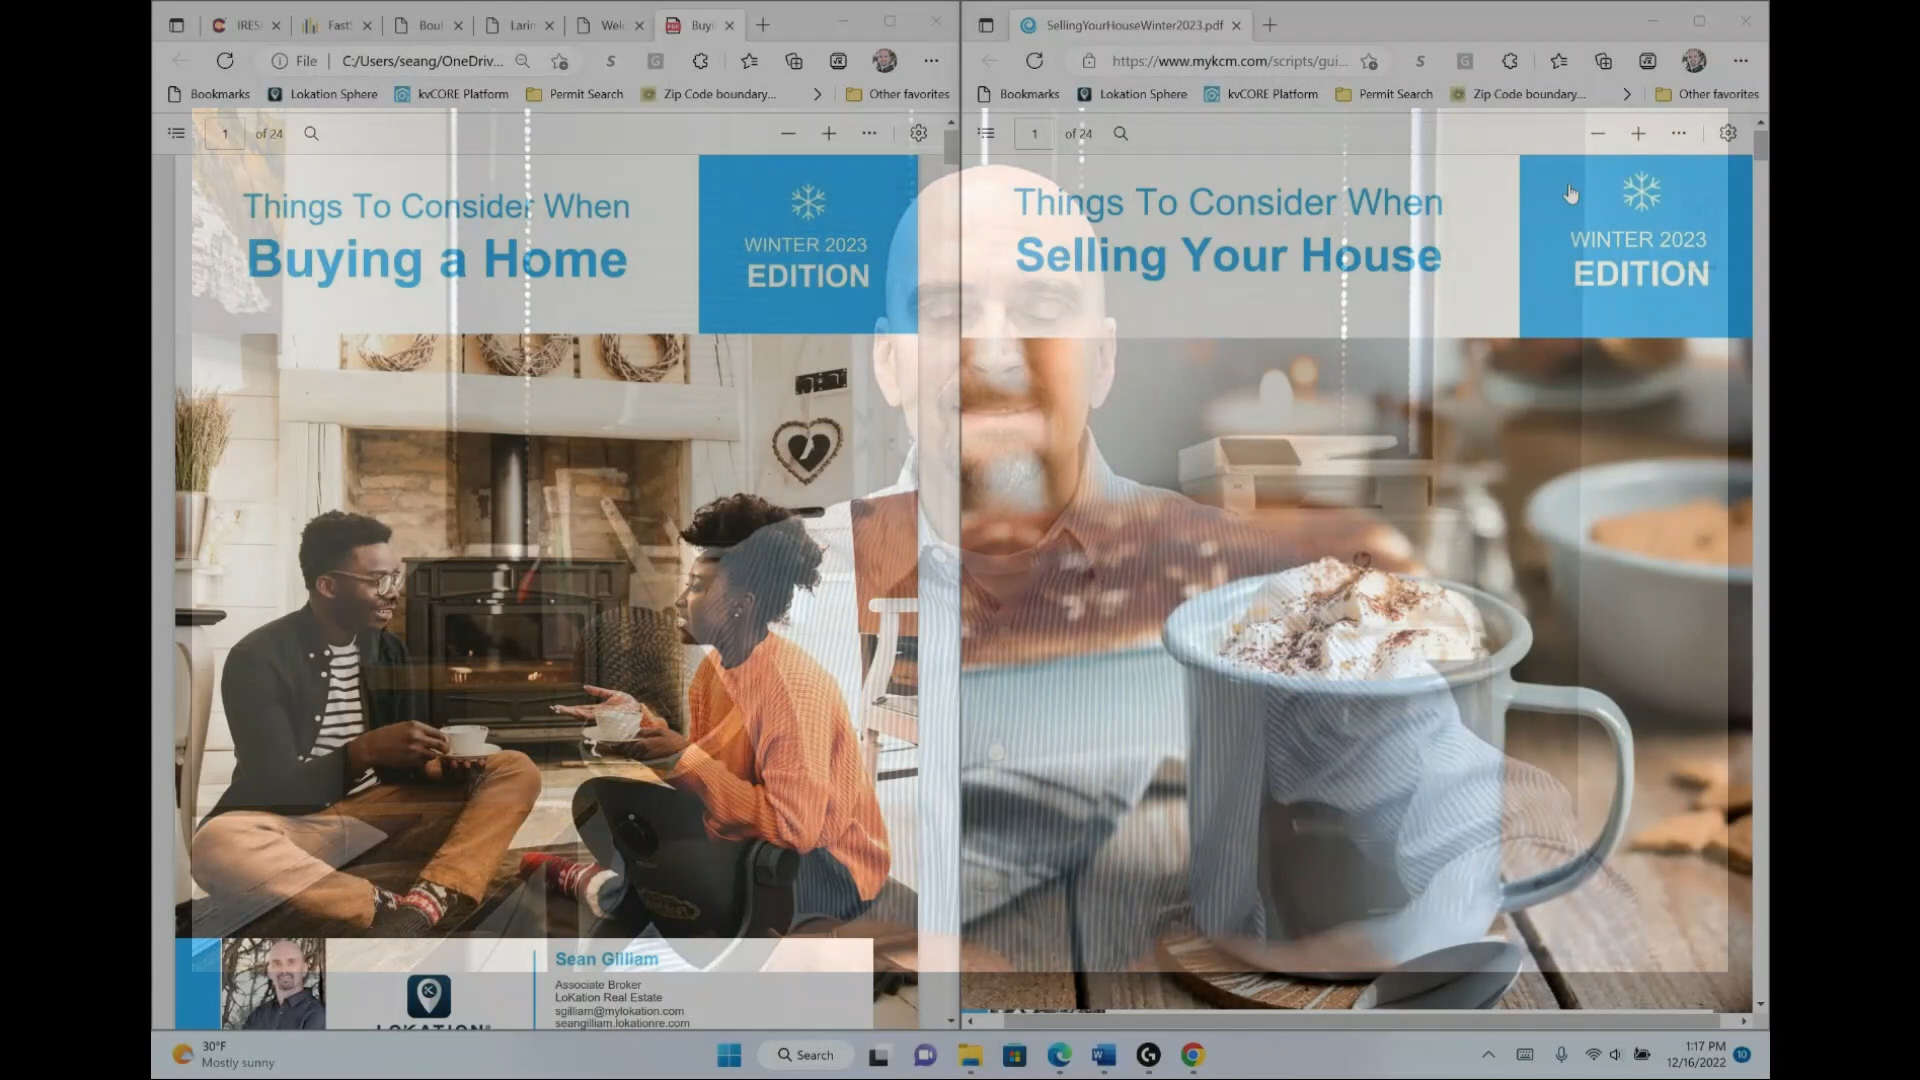 IRES
Fast
Boul
Larin
Wel
Buyi
File
C:/Users/seang/OneDriv...
Bookmarks
Lokation Sphere
kvCORE Platform
Permit Search
Zip Code boundary...
Other favorites
1 of 24
Things To Consider When
Buying a Home
WINTER 2023
EDITION
Sean Gilliam
Associate Broker
LoKation Real Estate
sgilliam@mylokation.com
seangilliam.lokationre.com
LOKATION
SellingYourHouseWinter2023.pdf
https://www.mykcm.com/scripts/gui...
Bookmarks
Lokation Sphere
kvCORE Platform
Permit Search
Zip Code boundary...
Other favorites
1 of 24
Things To Consider When
Selling Your House
WINTER 2023
EDITION
30°F
Mostly sunny
Search
1:17 PM
12/16/2022
10